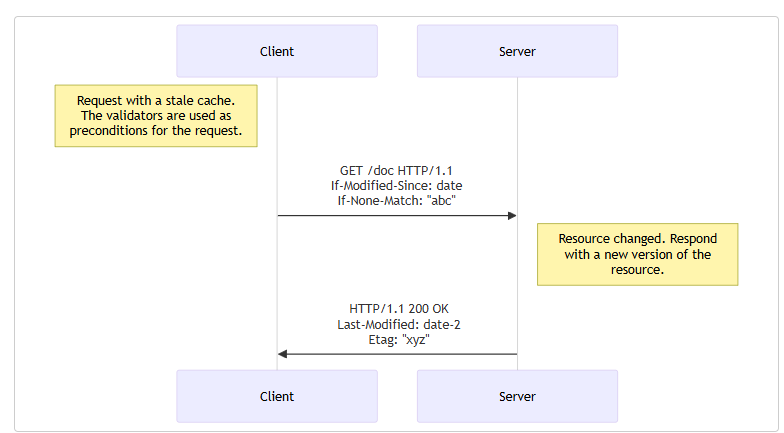 Client
Server
Request with a stale cache.
The validators are used as
preconditions for the request.
GET /doc HTTP/1.1
If-Modified-Since: date
If-None-Match: "abc"
Resource changed. Respond
with a new version of the
resource.
HTTP/1.1 200 OK
Last-Modified: date-2
Etag: "xyz"
Client
Server